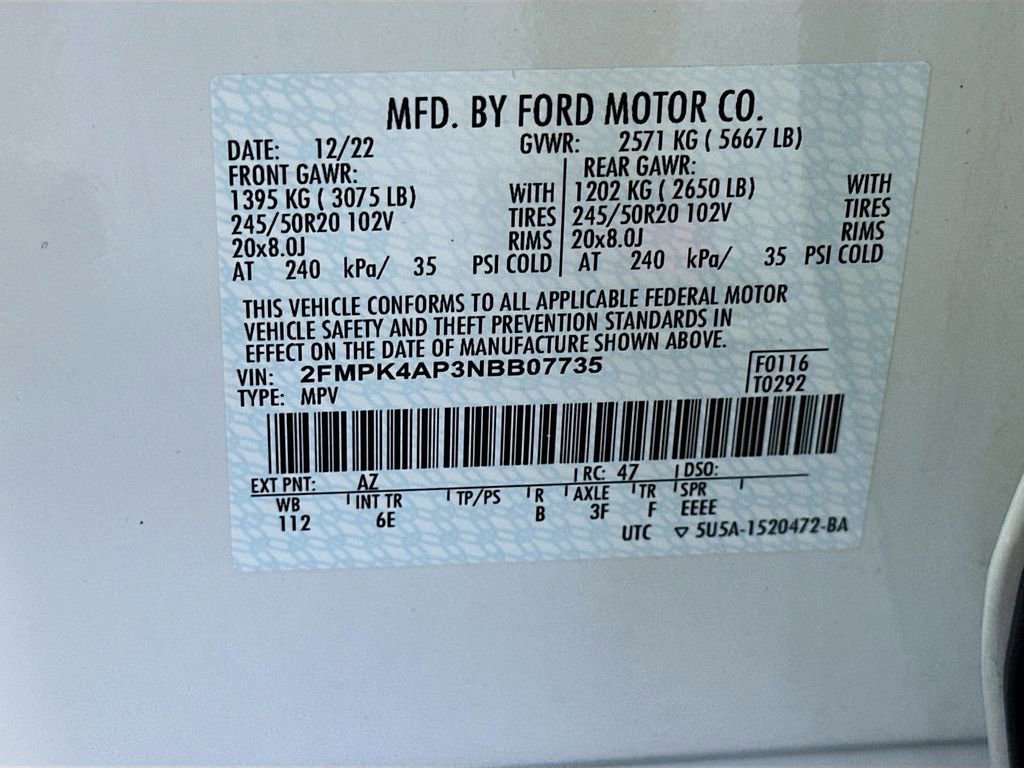 MFD. BY FORD MOTOR CO.
DATE: 12/22 GVWR: 2571 KG ( 5667 LB)
FRONT GAWR: REAR GAWR:
1395 KG ( 3075 LB) WITH 1202 KG ( 2650 LB) WITH
245/50R20 102V TIRES 245/50R20 102V TIRES
20x8.0J RIMS 20x8.0J RIMS
AT 240 kPa/ 35 PSI COLD AT 240 kPa/ 35 PSI COLD
THIS VEHICLE CONFORMS TO ALL APPLICABLE FEDERAL MOTOR
VEHICLE SAFETY AND THEFT PREVENTION STANDARDS IN
EFFECT ON THE DATE OF MANUFACTURE SHOWN ABOVE.
VIN: 2FMPK4AP3NBB07735 F0116
TYPE: MPV T0292
EXT PNT: AZ RC: 47 DSO:
WB INT TR TP/PS R AXLE TR SPR
112 6E B 3F F EEEE
UTC ▽ 5U5A-1520472-BA